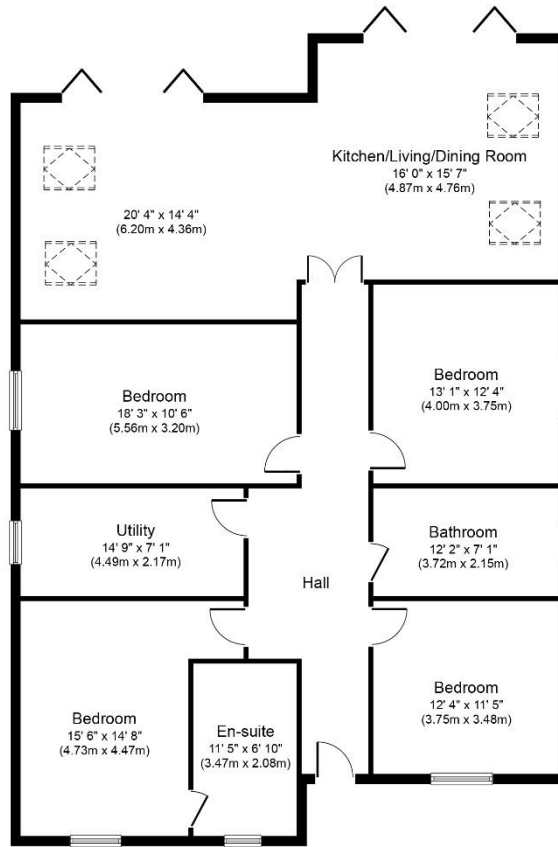 Kitchen/Living/Dining Room
16' 0" x 15' 7"
(4.87m x 4.76m)
20' 4" x 14' 4"
(6.20m x 4.36m)
Bedroom
18' 3" x 10' 6"
(5.56m x 3.20m)
Bedroom
13' 1" x 12' 4"
(4.00m x 3.75m)
Utility
14' 9" x 7' 1"
(4.49m x 2.17m)
Bathroom
12' 2" x 7' 1"
(3.72m x 2.15m)
Hall
Bedroom
15' 6" x 14' 8"
(4.73m x 4.47m)
En-suite
11' 5" x 6' 10"
(3.47m x 2.08m)
Bedroom
12' 4" x 11' 5"
(3.75m x 3.48m)